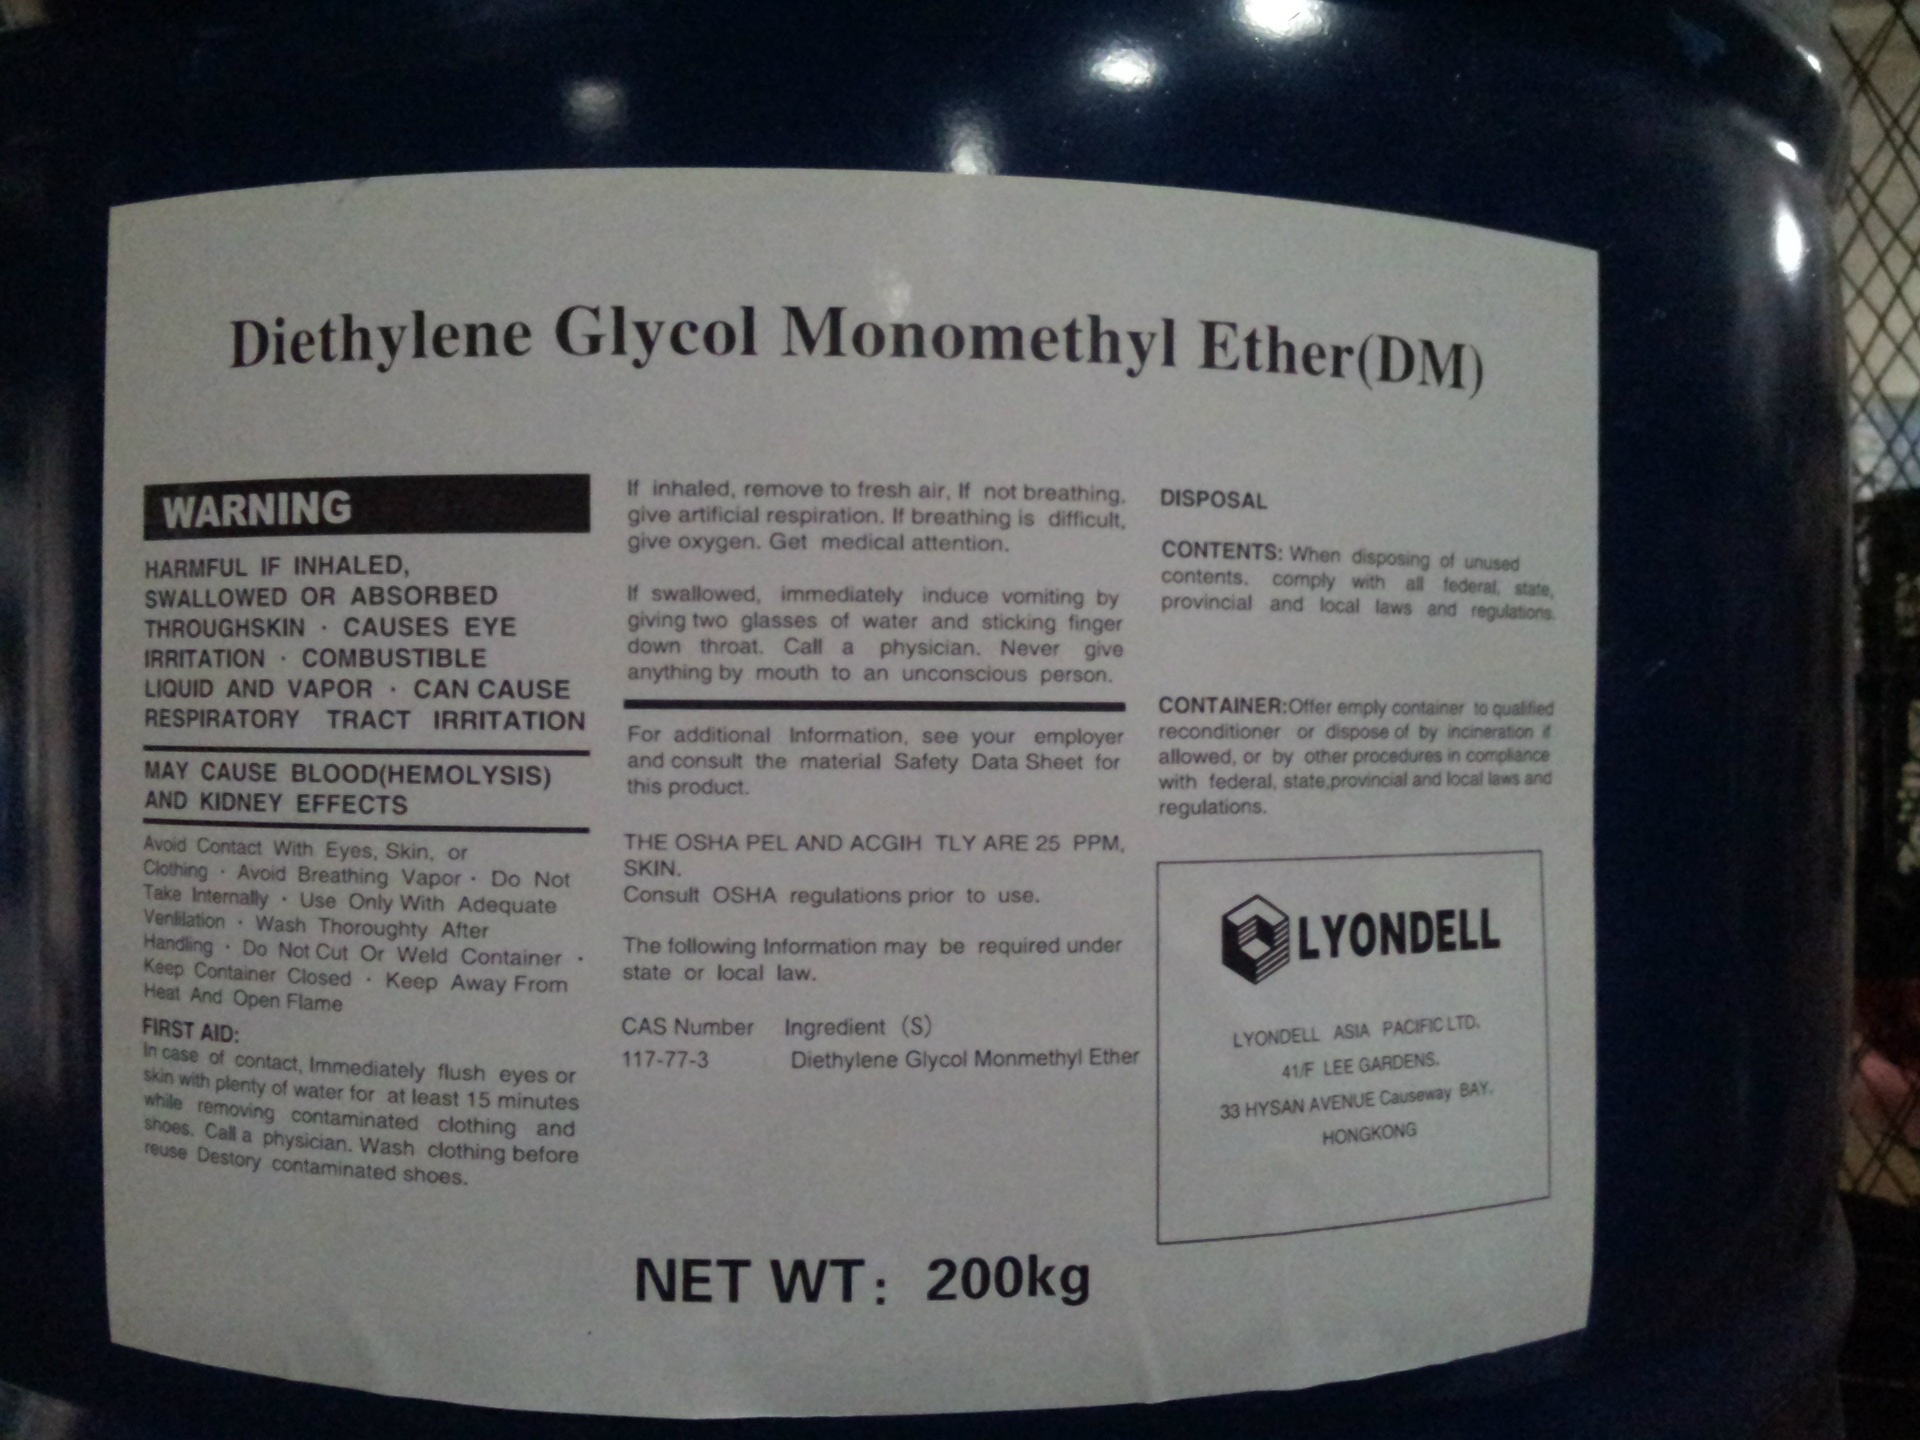 Diethylene Glycol Monomethyl Ether(DM)
WARNING
HARMFUL IF INHALED,
SWALLOWED OR ABSORBED
THROUGHSKIN · CAUSES EYE
IRRITATION · COMBUSTIBLE
LIQUID AND VAPOR · CAN CAUSE
RESPIRATORY TRACT IRRITATION
MAY CAUSE BLOOD(HEMOLYSIS)
AND KIDNEY EFFECTS
Avoid Contact With Eyes, Skin, or
Clothing · Avoid Breathing Vapor · Do Not
Take Internally · Use Only With Adequate
Venlilation · Wash Thoroughty After
Handling · Do Not Cut Or Weld Container ·
Keep Container Closed · Keep Away From
Heat And Open Flame
FIRST AID:
In case of contact, Immediately flush eyes or
skin with plenty of water for at least 15 minutes
while removing contaminated clothing and
shoes. Call a physician. Wash clothing before
reuse Destory contaminated shoes.
If inhaled, remove to fresh air, If not breathing,
give artificial respiration. If breathing is difficult,
give oxygen. Get medical attention.
If swallowed, immediately induce vomiting by
giving two glasses of water and sticking finger
down throat. Call a physician. Never give
anything by mouth to an unconscious person.
For additional Information, see your employer
and consult the material Safety Data Sheet for
this product.
THE OSHA PEL AND ACGIH TLY ARE 25 PPM,
SKIN.
Consult OSHA regulations prior to use.
The following Information may be required under
state or local law.
CAS Number Ingredient (S)
117-77-3 Diethylene Glycol Monmethyl Ether
DISPOSAL
CONTENTS: When disposing of unused
contents, comply with all federal, state,
provincial and local laws and regulations.
CONTAINER:Offer emply container to qualified
reconditioner or dispose of by incineration if
allowed, or by other procedures in compliance
with federal, state,provincial and local laws and
regulations.
LYONDELL
LYONDELL ASIA PACIFIC LTD.
41/F LEE GARDENS.
33 HYSAN AVENUE Causeway BAY.
HONGKONG
NET WT: 200kg